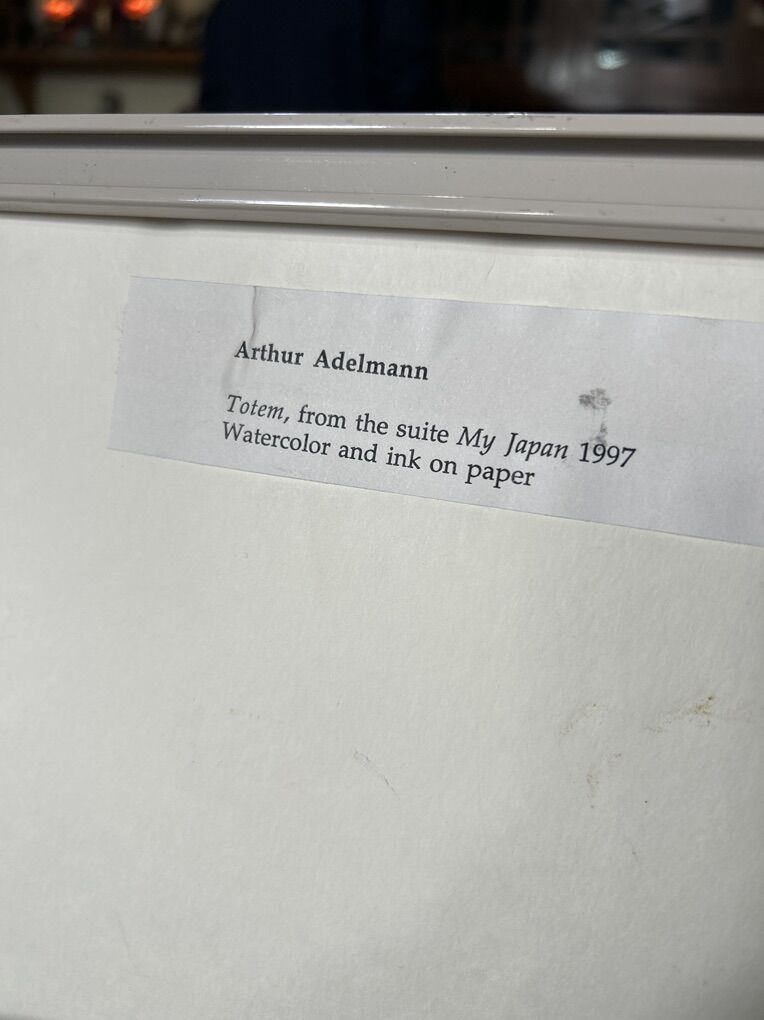 Arthur Adelmann
Totem, from the suite My Japan 1997
Watercolor and ink on paper